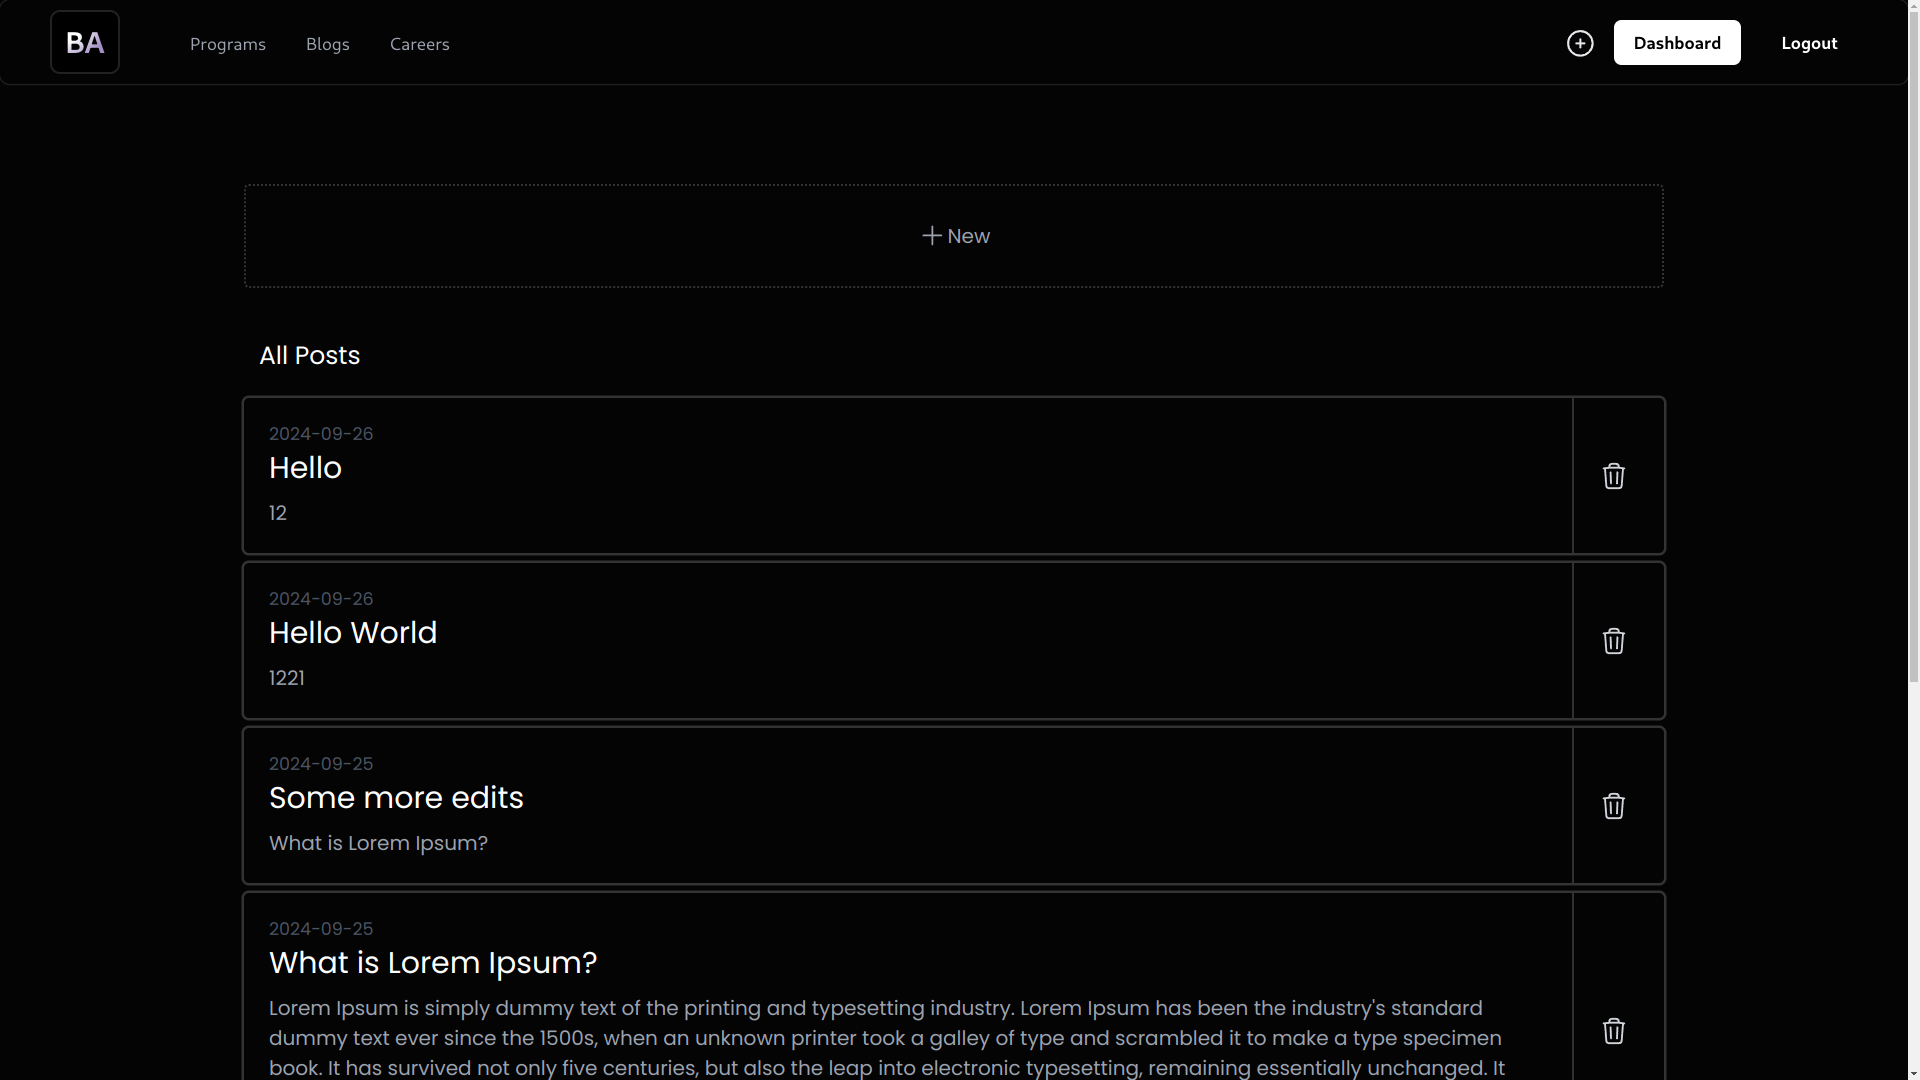 BA
Programs
Blogs
Careers
Dashboard
Logout
New
All Posts
2024-09-26
Hello
12
2024-09-26
Hello World
1221
2024-09-25
Some more edits
What is Lorem Ipsum?
2024-09-25
What is Lorem Ipsum?
Lorem Ipsum is simply dummy text of the printing and typesetting industry. Lorem Ipsum has been the industry's standard
dummy text ever since the 1500s, when an unknown printer took a galley of type and scrambled it to make a type specimen
book. It has survived not only five centuries, but also the leap into electronic typesetting, remaining essentially unchanged. It